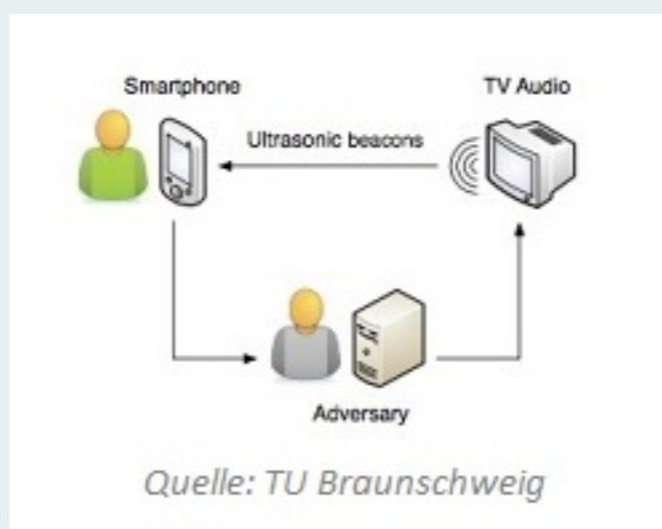 Smartphone
TV Audio
Ultrasonic beacons
Adversary
Quelle: TU Braunschweig